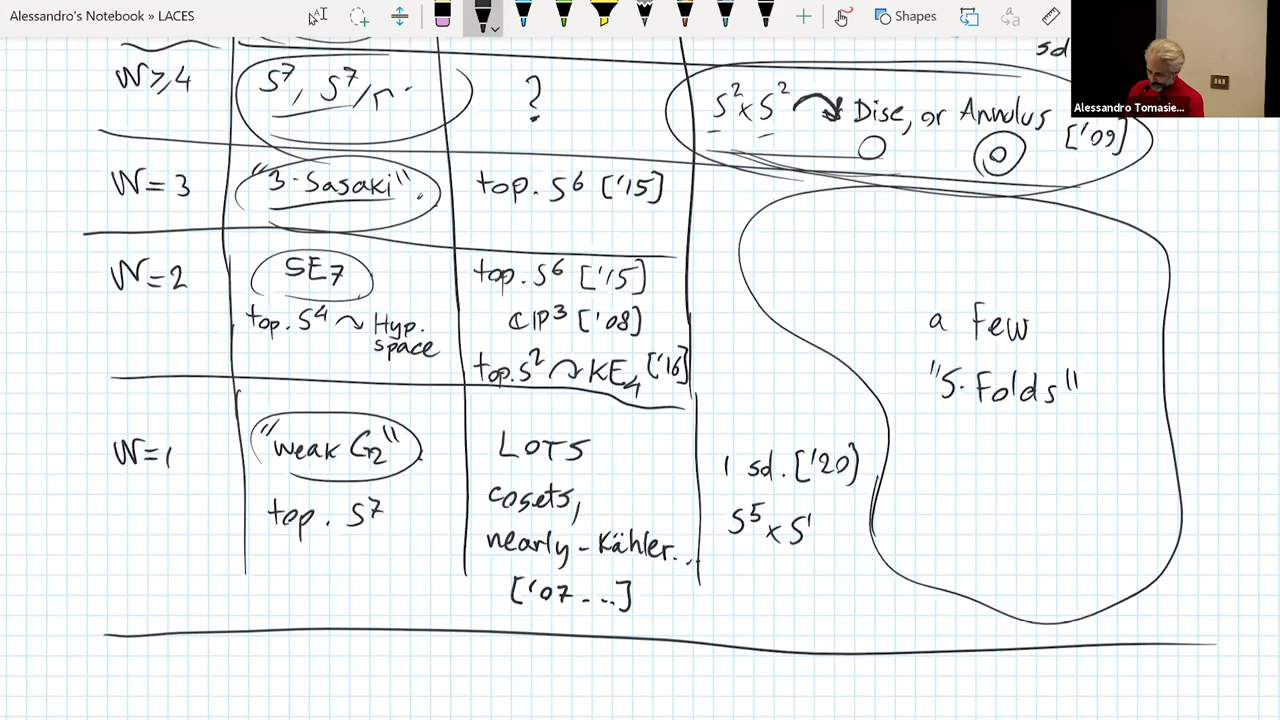 Alessandro's Notebook » LACES
Shapes
sd
Alessandro Tomasie...
N≥4
S⁷, S⁷/Γ
?
S²×S² Disc, or Annulus ['09]
N=3
"3-Sasaki"
top. S⁶ ['15]
N=2
SE₇
top. S⁶ ['15]
top. S⁴ Hyp. space
CP³ ['08]
top. S² KE₄ ['16]
a few
"S-Folds"
N=1
"weak G₂"
LOTS
1 sd. ['20)
top. S⁷
cosets,
S⁵×S¹
nearly-Kähler...
['07 ...]